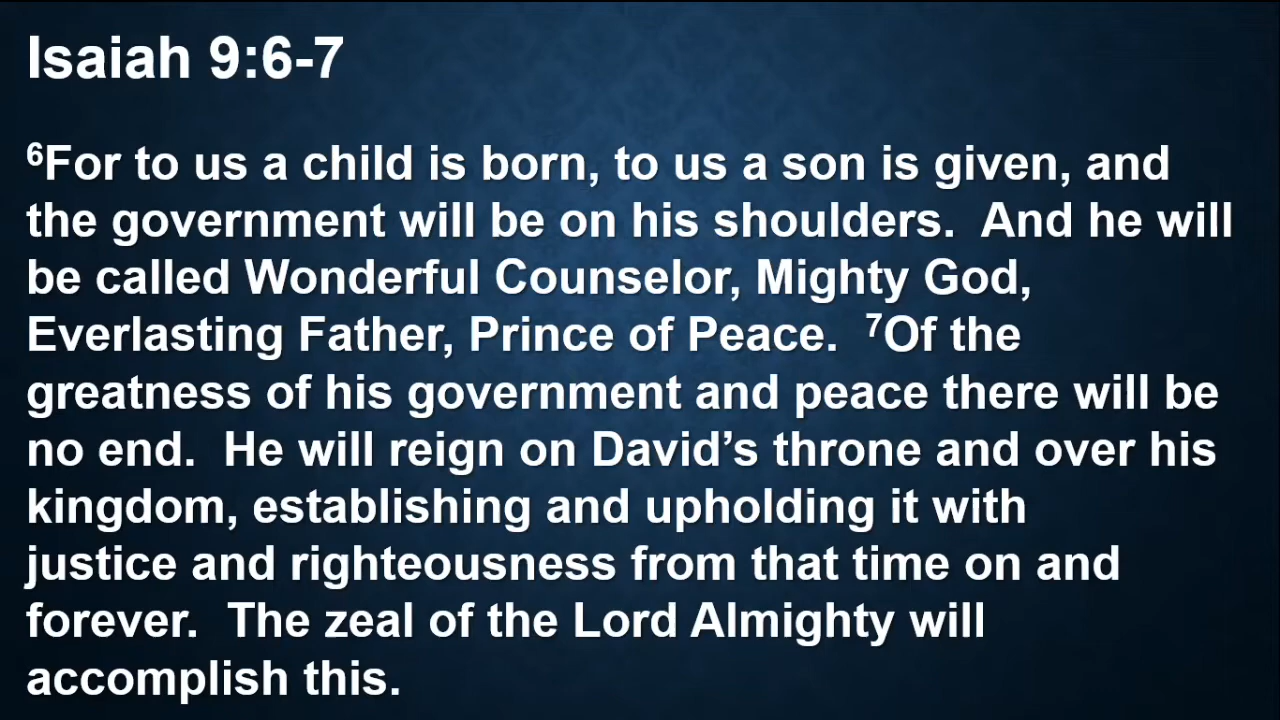 Isaiah 9:6-7
⁶For to us a child is born, to us a son is given, and
the government will be on his shoulders.  And he will
be called Wonderful Counselor, Mighty God,
Everlasting Father, Prince of Peace.  ⁷Of the
greatness of his government and peace there will be
no end.  He will reign on David’s throne and over his
kingdom, establishing and upholding it with
justice and righteousness from that time on and
forever.  The zeal of the Lord Almighty will
accomplish this.